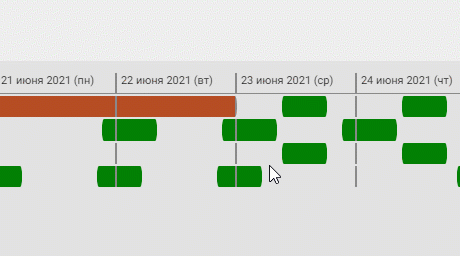 21 июня 2021 (пн)
22 июня 2021 (вт)
23 июня 2021 (ср)
24 июня 2021 (чт)